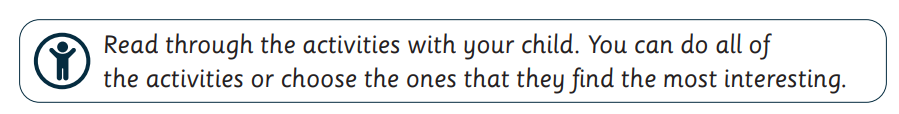 Read through the activities with your child. You can do all of
the activities or choose the ones that they find the most interesting.